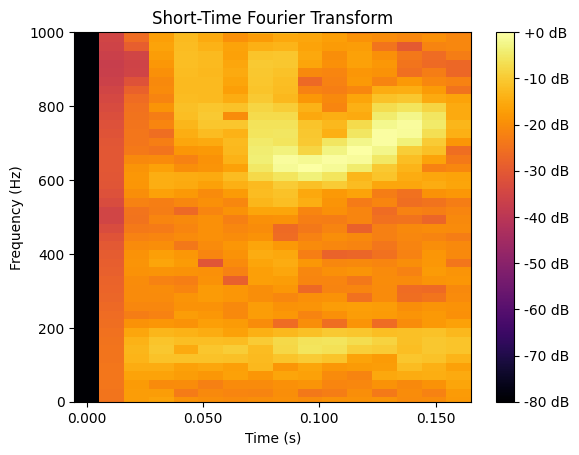 Short-Time Fourier Transform
1000
800
600
400
200
0
Frequency (Hz)
0.000
0.050
0.100
0.150
Time (s)
+0 dB
-10 dB
-20 dB
-30 dB
-40 dB
-50 dB
-60 dB
-70 dB
-80 dB